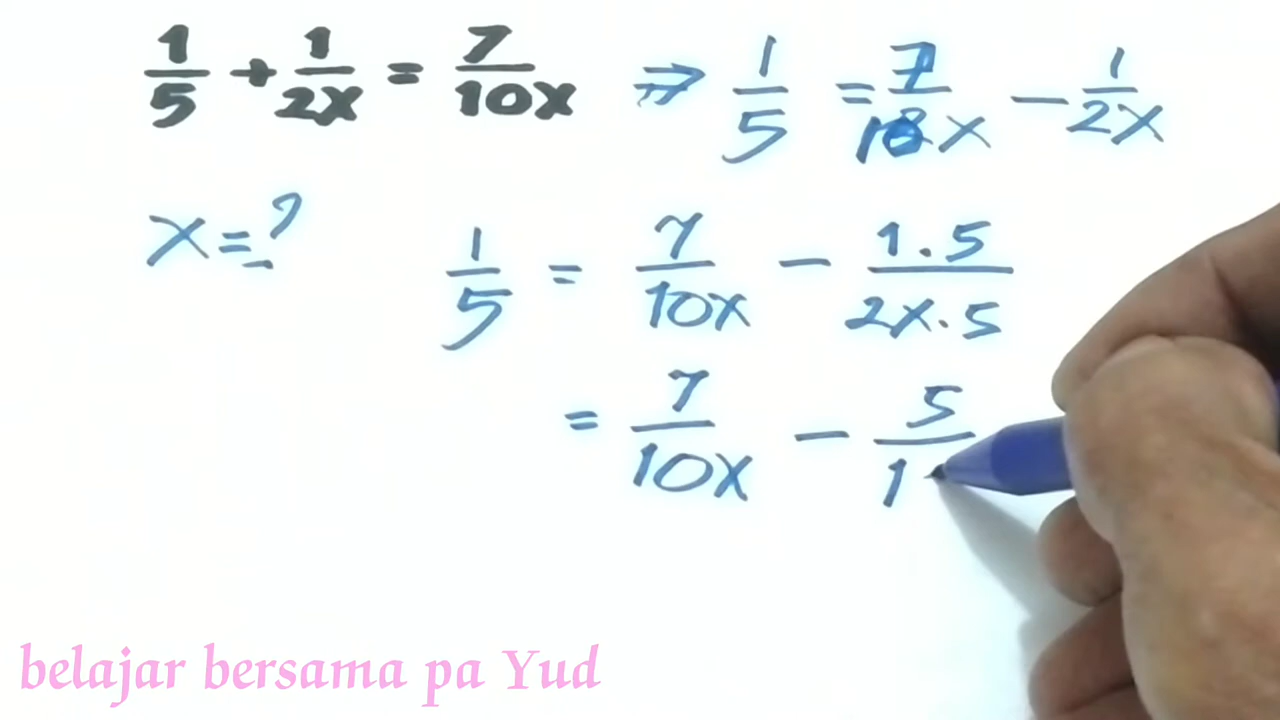 1/5 + 1/2x = 7/10x ⇒ 1/5 = 7/10x − 1/2x
x = ?
1/5 = 7/10x − 1.5/2x.5
= 7/10x − 5/1
belajar bersama pa Yud